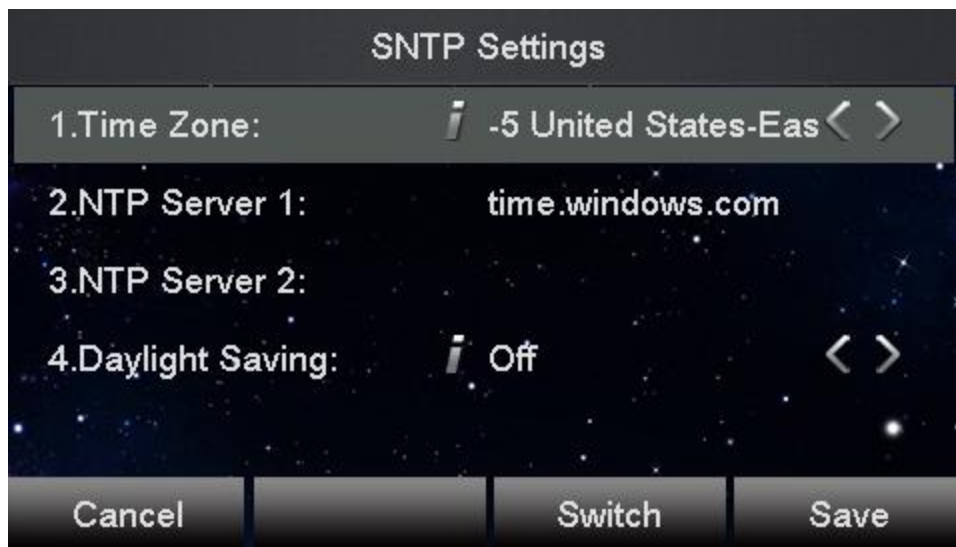 SNTP Settings
1.Time Zone: i -5 United States-Eas
2.NTP Server 1: time.windows.com
3.NTP Server 2:
4.Daylight Saving: i Off
Cancel Switch Save